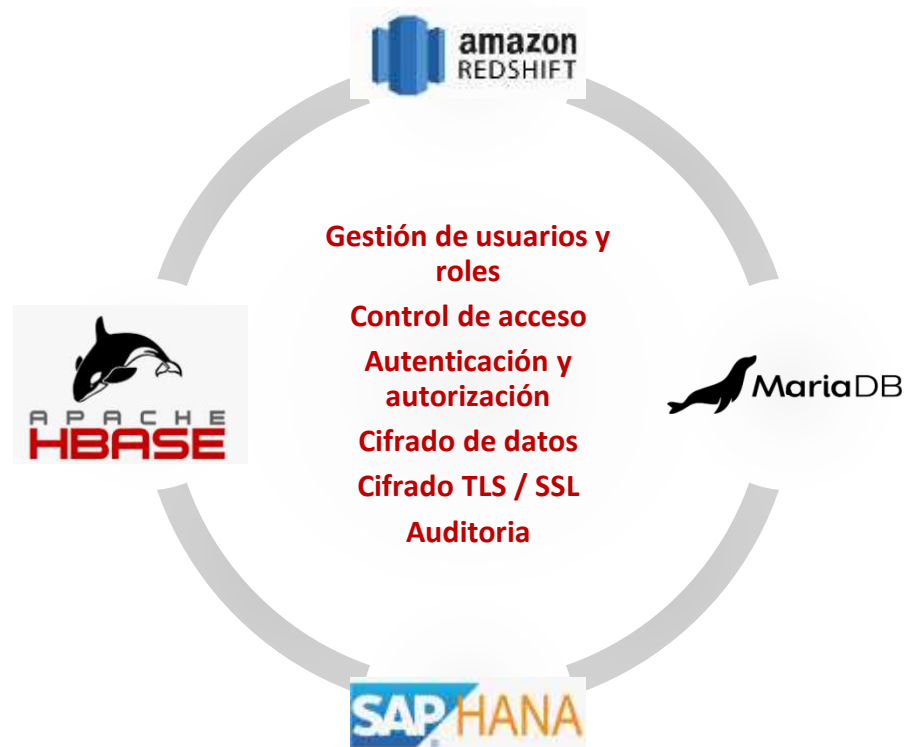 amazon
REDSHIFT
Gestión de usuarios y
roles
Control de acceso
Autenticación y
autorización
Cifrado de datos
Cifrado TLS / SSL
Auditoria
APACHE
HBASE
MariaDB
SAP HANA